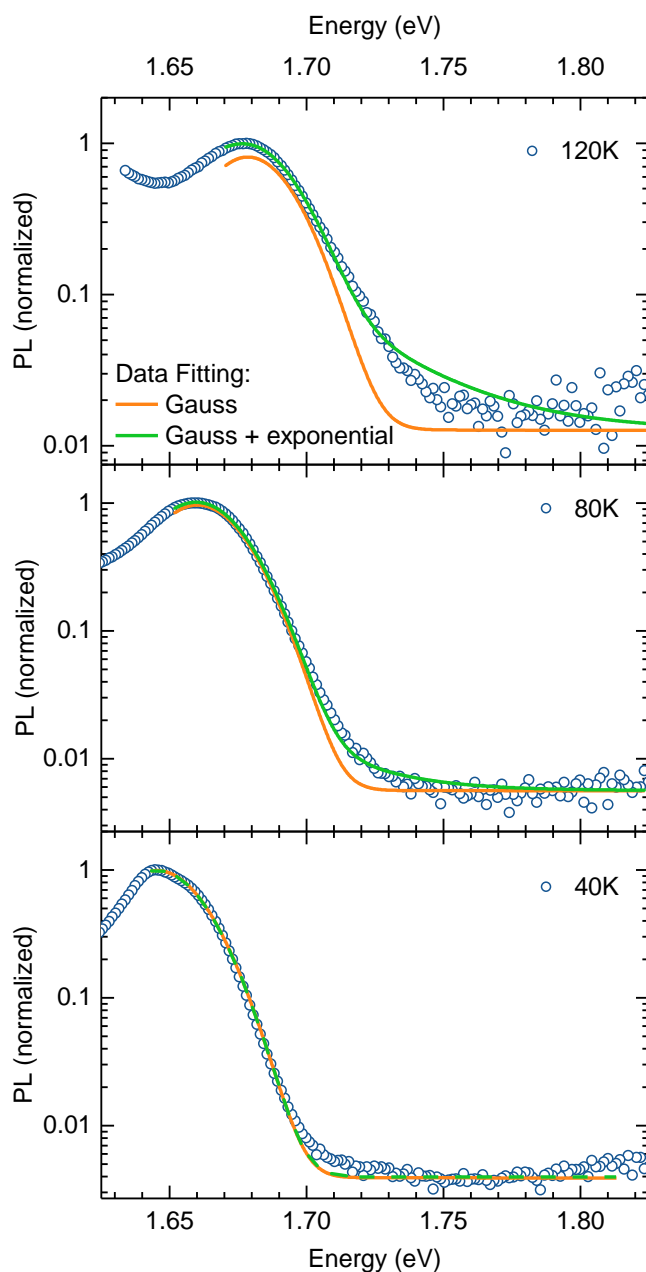 Energy (eV)
1.65 1.70 1.75 1.80
PL (normalized)
1
0.1
0.01
120K
Data Fitting:
Gauss
Gauss + exponential
PL (normalized)
1
0.1
0.01
80K
PL (normalized)
1
0.1
0.01
40K
1.65 1.70 1.75 1.80
Energy (eV)